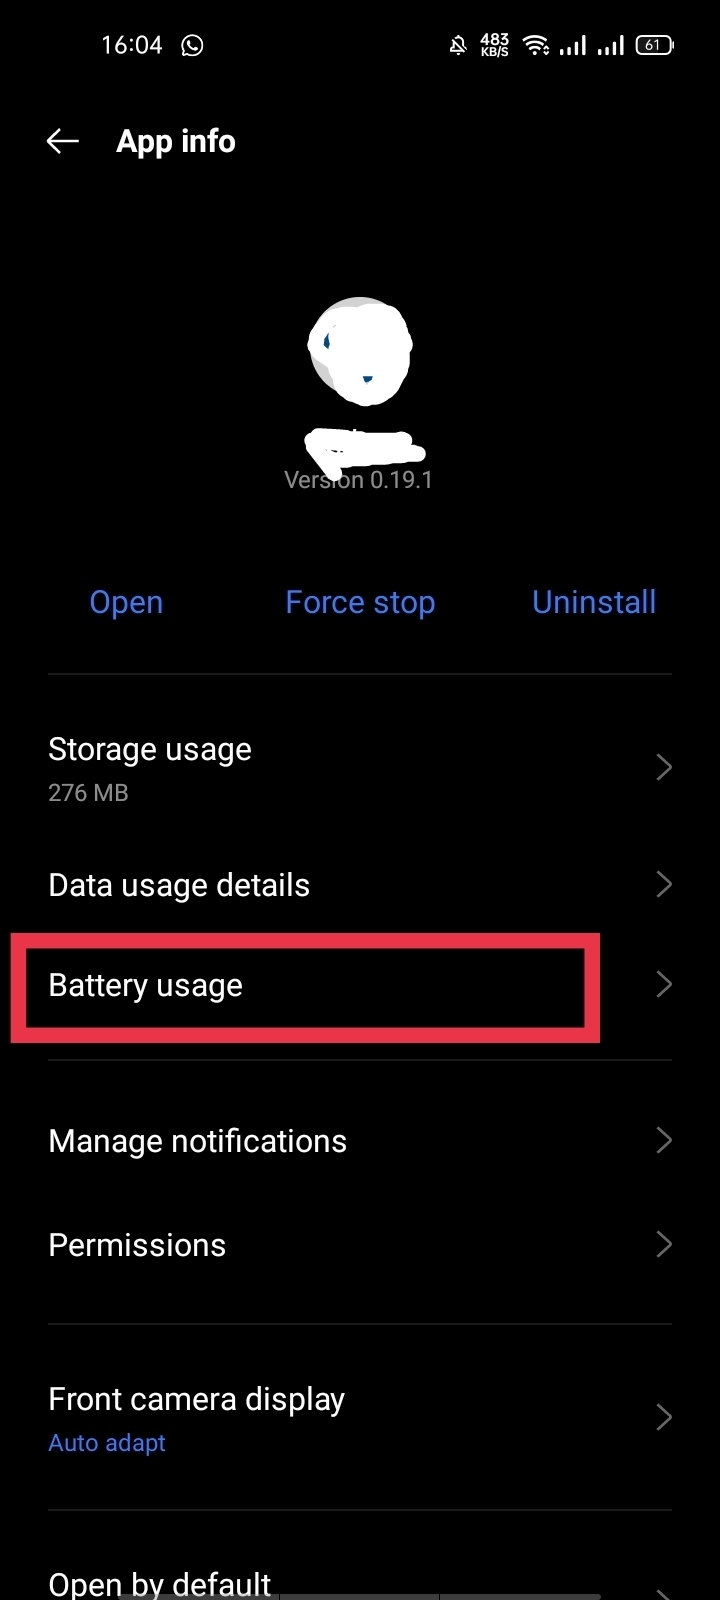 16:04 483 KB/S 61
App info
Version 0.19.1
Open Force stop Uninstall
Storage usage
276 MB
Data usage details
Battery usage
Manage notifications
Permissions
Front camera display
Auto adapt
Open by default